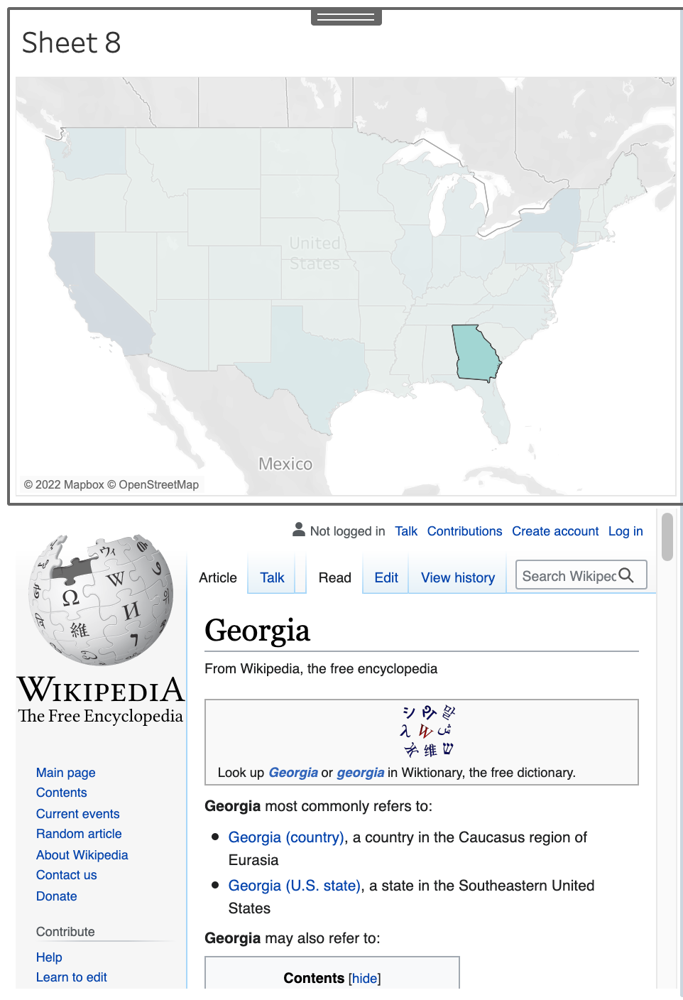 Sheet 8
United
States
Mexico
© 2022 Mapbox © OpenStreetMap
Not logged in Talk Contributions Create account Log in
Article Talk Read Edit View history Search Wikipec
Georgia
From Wikipedia, the free encyclopedia
Ω W И 維
WIKIPEDIA
The Free Encyclopedia
Main page
Contents
Current events
Random article
About Wikipedia
Contact us
Donate
Contribute
Help
Learn to edit
シ
λ W
维 ש
Look up Georgia or georgia in Wiktionary, the free dictionary.
Georgia most commonly refers to:
Georgia (country), a country in the Caucasus region of
Eurasia
Georgia (U.S. state), a state in the Southeastern United
States
Georgia may also refer to:
Contents [hide]